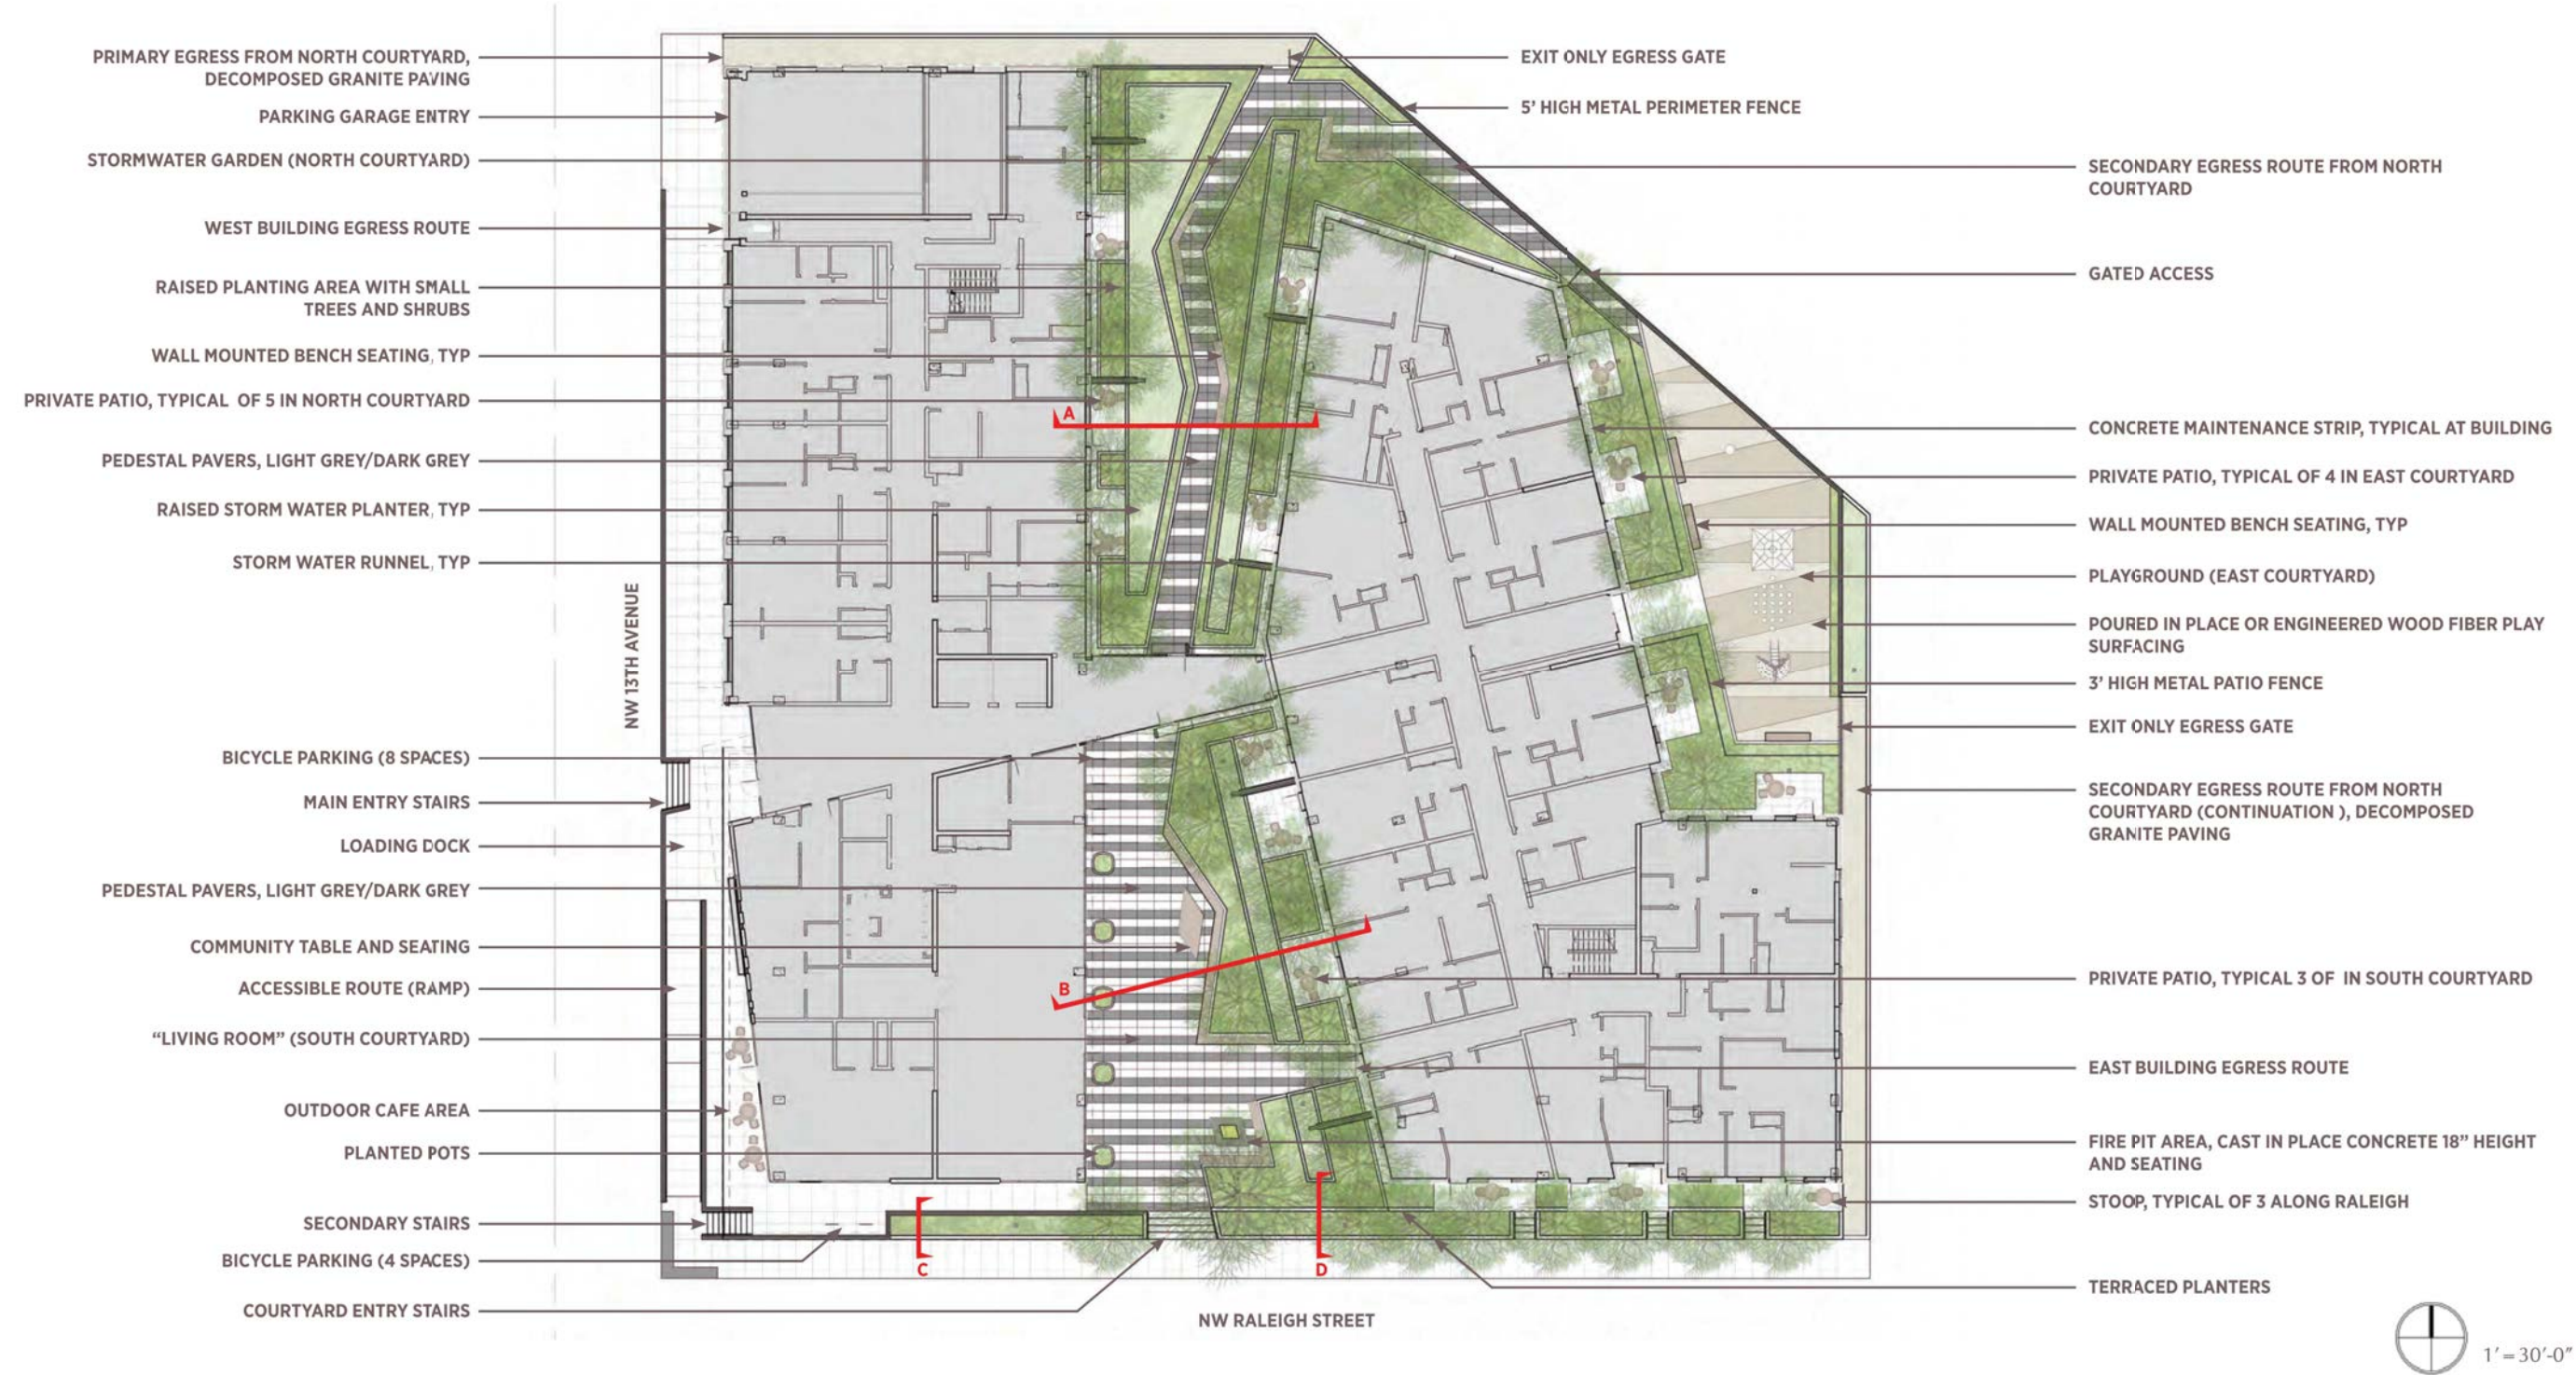 PRIMARY EGRESS FROM NORTH COURTYARD,
DECOMPOSED GRANITE PAVING
PARKING GARAGE ENTRY
STORMWATER GARDEN (NORTH COURTYARD)
WEST BUILDING EGRESS ROUTE
RAISED PLANTING AREA WITH SMALL
TREES AND SHRUBS
WALL MOUNTED BENCH SEATING, TYP
PRIVATE PATIO, TYPICAL OF 5 IN NORTH COURTYARD
PEDESTAL PAVERS, LIGHT GREY/DARK GREY
RAISED STORM WATER PLANTER, TYP
STORM WATER RUNNEL, TYP
NW 13TH AVENUE
BICYCLE PARKING (8 SPACES)
MAIN ENTRY STAIRS
LOADING DOCK
PEDESTAL PAVERS, LIGHT GREY/DARK GREY
COMMUNITY TABLE AND SEATING
ACCESSIBLE ROUTE (RAMP)
“LIVING ROOM” (SOUTH COURTYARD)
OUTDOOR CAFE AREA
PLANTED POTS
SECONDARY STAIRS
BICYCLE PARKING (4 SPACES)
COURTYARD ENTRY STAIRS
A
B
C
D
NW RALEIGH STREET
EXIT ONLY EGRESS GATE
5’ HIGH METAL PERIMETER FENCE
SECONDARY EGRESS ROUTE FROM NORTH
COURTYARD
GATED ACCESS
CONCRETE MAINTENANCE STRIP, TYPICAL AT BUILDING
PRIVATE PATIO, TYPICAL OF 4 IN EAST COURTYARD
WALL MOUNTED BENCH SEATING, TYP
PLAYGROUND (EAST COURTYARD)
POURED IN PLACE OR ENGINEERED WOOD FIBER PLAY
SURFACING
3’ HIGH METAL PATIO FENCE
EXIT ONLY EGRESS GATE
SECONDARY EGRESS ROUTE FROM NORTH
COURTYARD (CONTINUATION ), DECOMPOSED
GRANITE PAVING
PRIVATE PATIO, TYPICAL 3 OF  IN SOUTH COURTYARD
EAST BUILDING EGRESS ROUTE
FIRE PIT AREA, CAST IN PLACE CONCRETE 18” HEIGHT
AND SEATING
STOOP, TYPICAL OF 3 ALONG RALEIGH
TERRACED PLANTERS
1’ = 30’-0”